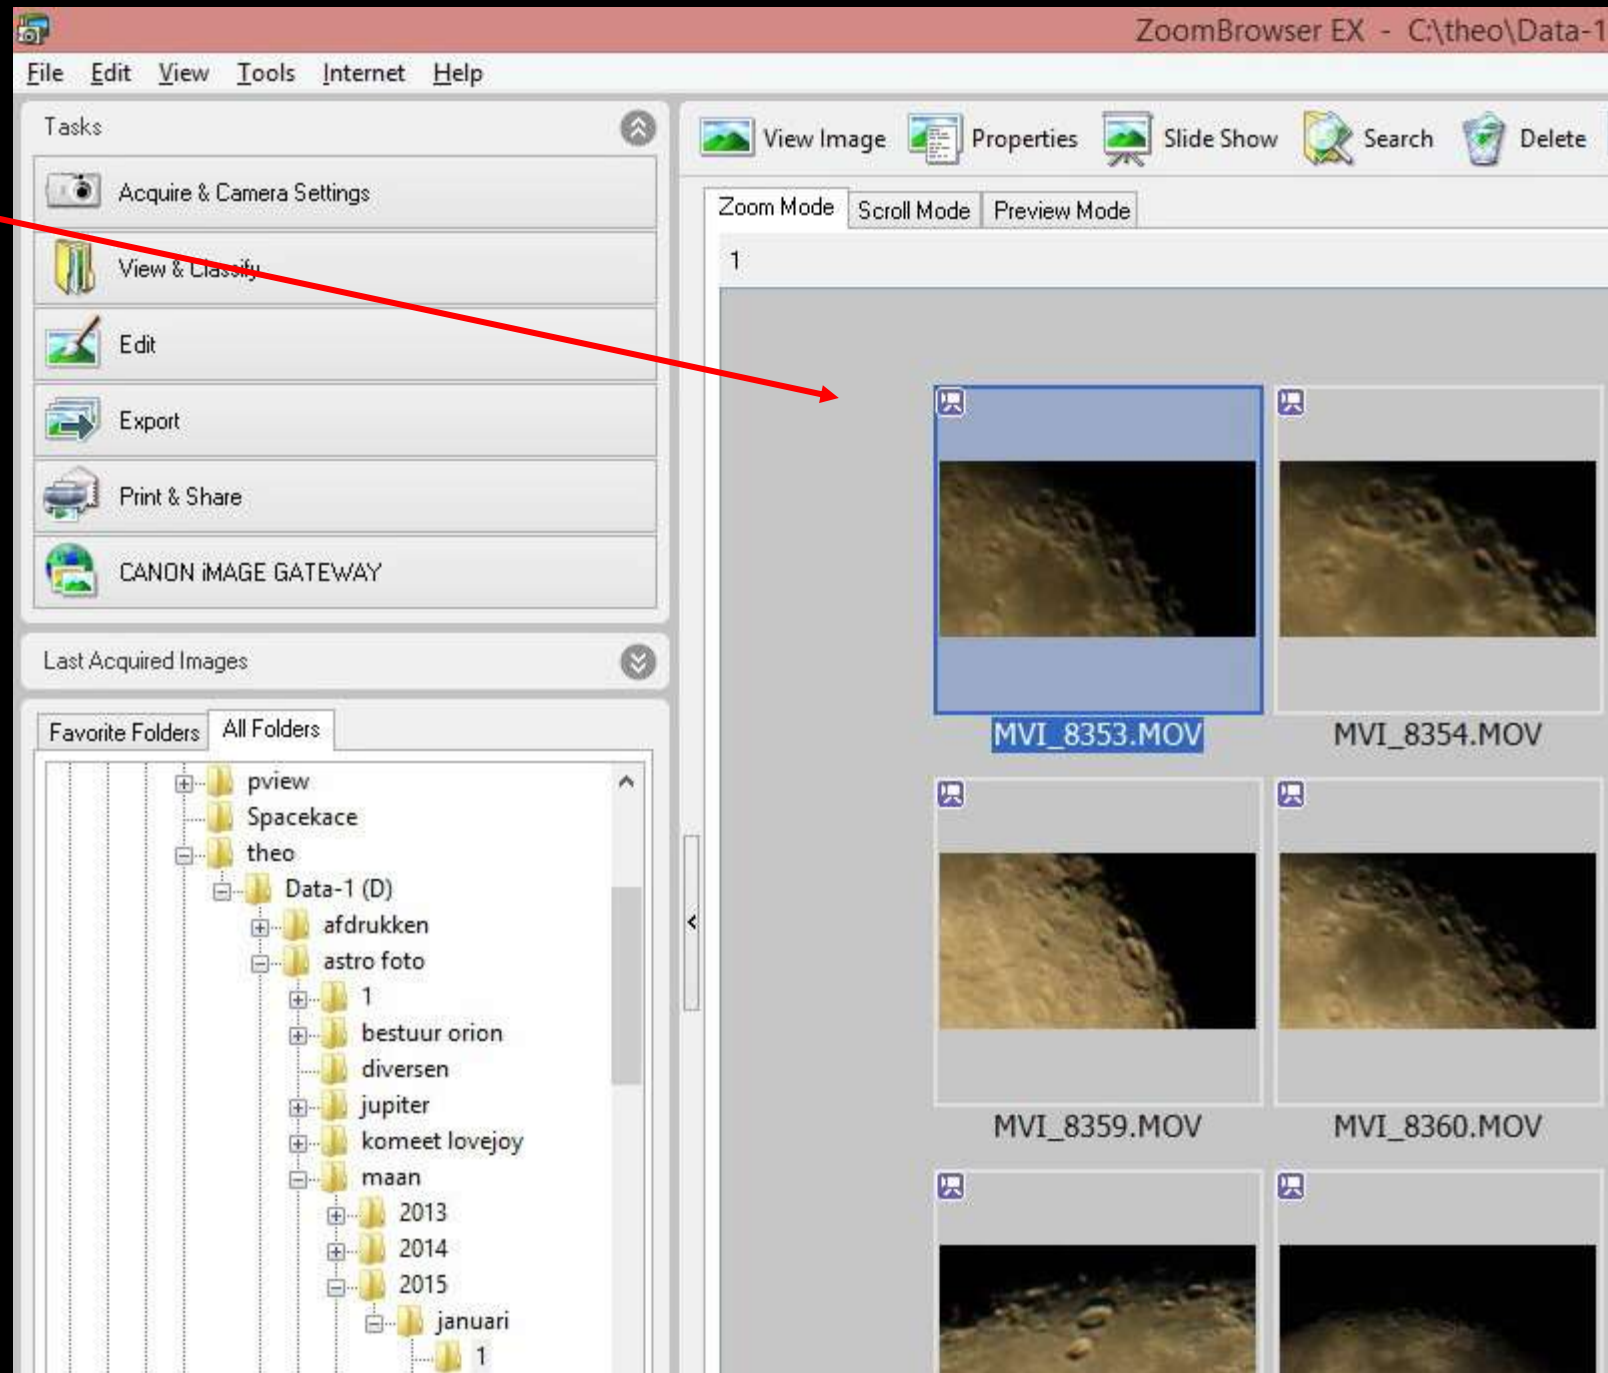 ZoomBrowser EX - C:\theo\Data-1
File Edit View Tools Internet Help
Tasks
Acquire & Camera Settings
View & Classify
Edit
Export
Print & Share
CANON iMAGE GATEWAY
Last Acquired Images
Favorite Folders All Folders
pview
Spacekace
theo
Data-1 (D)
afdrukken
astro foto
1
bestuur orion
diversen
jupiter
komeet lovejoy
maan
2013
2014
2015
januari
1
View Image Properties Slide Show Search Delete
Zoom Mode Scroll Mode Preview Mode
1
MVI_8353.MOV MVI_8354.MOV
MVI_8359.MOV MVI_8360.MOV